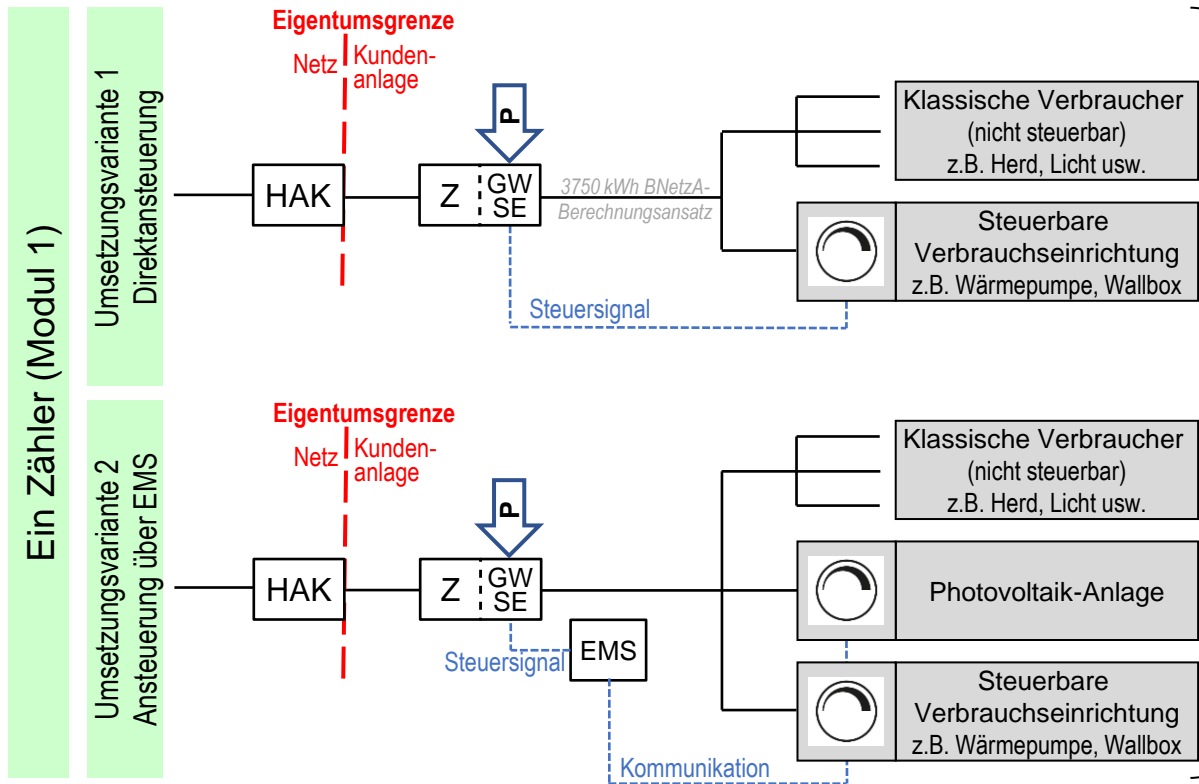 Ein Zähler (Modul 1)
Umsetzungsvariante 1
Direktansteuerung
Eigentumsgrenze
Netz
Kunden-
anlage
P
HAK
Z
GW
SE
3750 kWh BNetzA-
Berechnungsansatz
Steuersignal
Klassische Verbraucher
(nicht steuerbar)
z.B. Herd, Licht usw.
Steuerbare
Verbrauchseinrichtung
z.B. Wärmepumpe, Wallbox
Umsetzungsvariante 2
Ansteuerung über EMS
Eigentumsgrenze
Netz
Kunden-
anlage
P
HAK
Z
GW
SE
Steuersignal
EMS
Kommunikation
Klassische Verbraucher
(nicht steuerbar)
z.B. Herd, Licht usw.
Photovoltaik-Anlage
Steuerbare
Verbrauchseinrichtung
z.B. Wärmepumpe, Wallbox